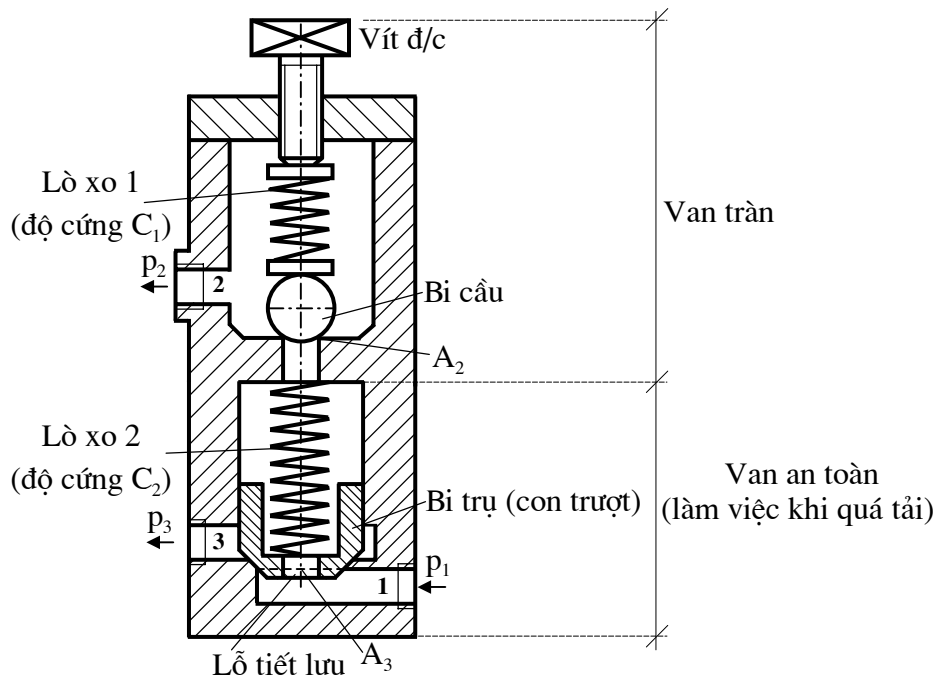 Vít đ/c
Lò xo 1
(độ cứng C₁)
Van tràn
p₂
2
Bi cầu
A₂
Lò xo 2
(độ cứng C₂)
Van an toàn
(làm việc khi quá tải)
Bi trụ (con trượt)
p₃
3
p₁
1
Lỗ tiết lưu
A₃